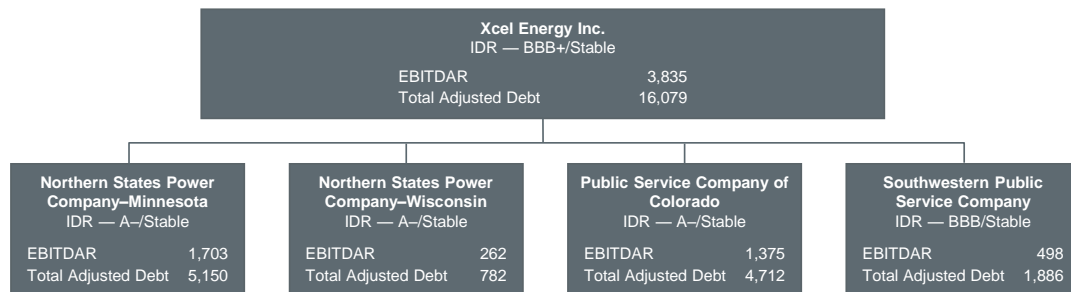 Xcel Energy Inc.
IDR — BBB+/Stable
EBITDAR 3,835
Total Adjusted Debt 16,079
Northern States Power
Company–Minnesota
IDR — A–/Stable
EBITDAR 1,703
Total Adjusted Debt 5,150
Northern States Power
Company–Wisconsin
IDR — A–/Stable
EBITDAR 262
Total Adjusted Debt 782
Public Service Company of
Colorado
IDR — A–/Stable
EBITDAR 1,375
Total Adjusted Debt 4,712
Southwestern Public
Service Company
IDR — BBB/Stable
EBITDAR 498
Total Adjusted Debt 1,886